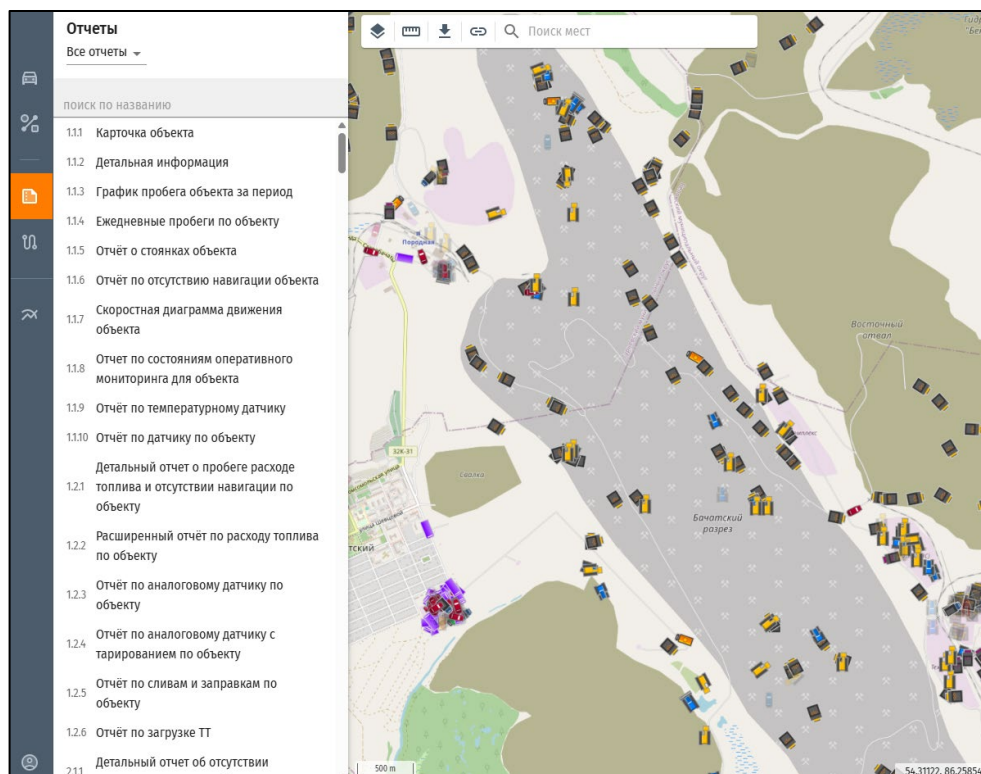 Отчеты
Все отчеты
поиск по названию
1.1.1 Карточка объекта
1.1.2 Детальная информация
1.1.3 График пробега объекта за период
1.1.4 Ежедневные пробеги по объекту
1.1.5 Отчёт о стоянках объекта
1.1.6 Отчёт по отсутствию навигации объекта
1.1.7 Скоростная диаграмма движения
объекта
1.1.8 Отчет по состояниям оперативного
мониторинга для объекта
1.1.9 Отчёт по температурному датчику
1.1.10 Отчёт по датчику по объекту
1.2.1 Детальный отчет о пробеге расходе
топлива и отсутствии навигации по
объекту
1.2.2 Расширенный отчёт по расходу топлива
по объекту
1.2.3 Отчёт по аналоговому датчику по
объекту
1.2.4 Отчёт по аналоговому датчику с
тарированием по объекту
1.2.5 Отчёт по сливам и заправкам по
объекту
1.2.6 Отчёт по загрузке ТТ
2.1.1 Детальный отчет об отсутствии
Поиск мест
Породная
Восточный
отвал
32К-31
Свалка
улица Шевцовой
тский
Бачатский
разрез
500 m
54.31122, 86.25854